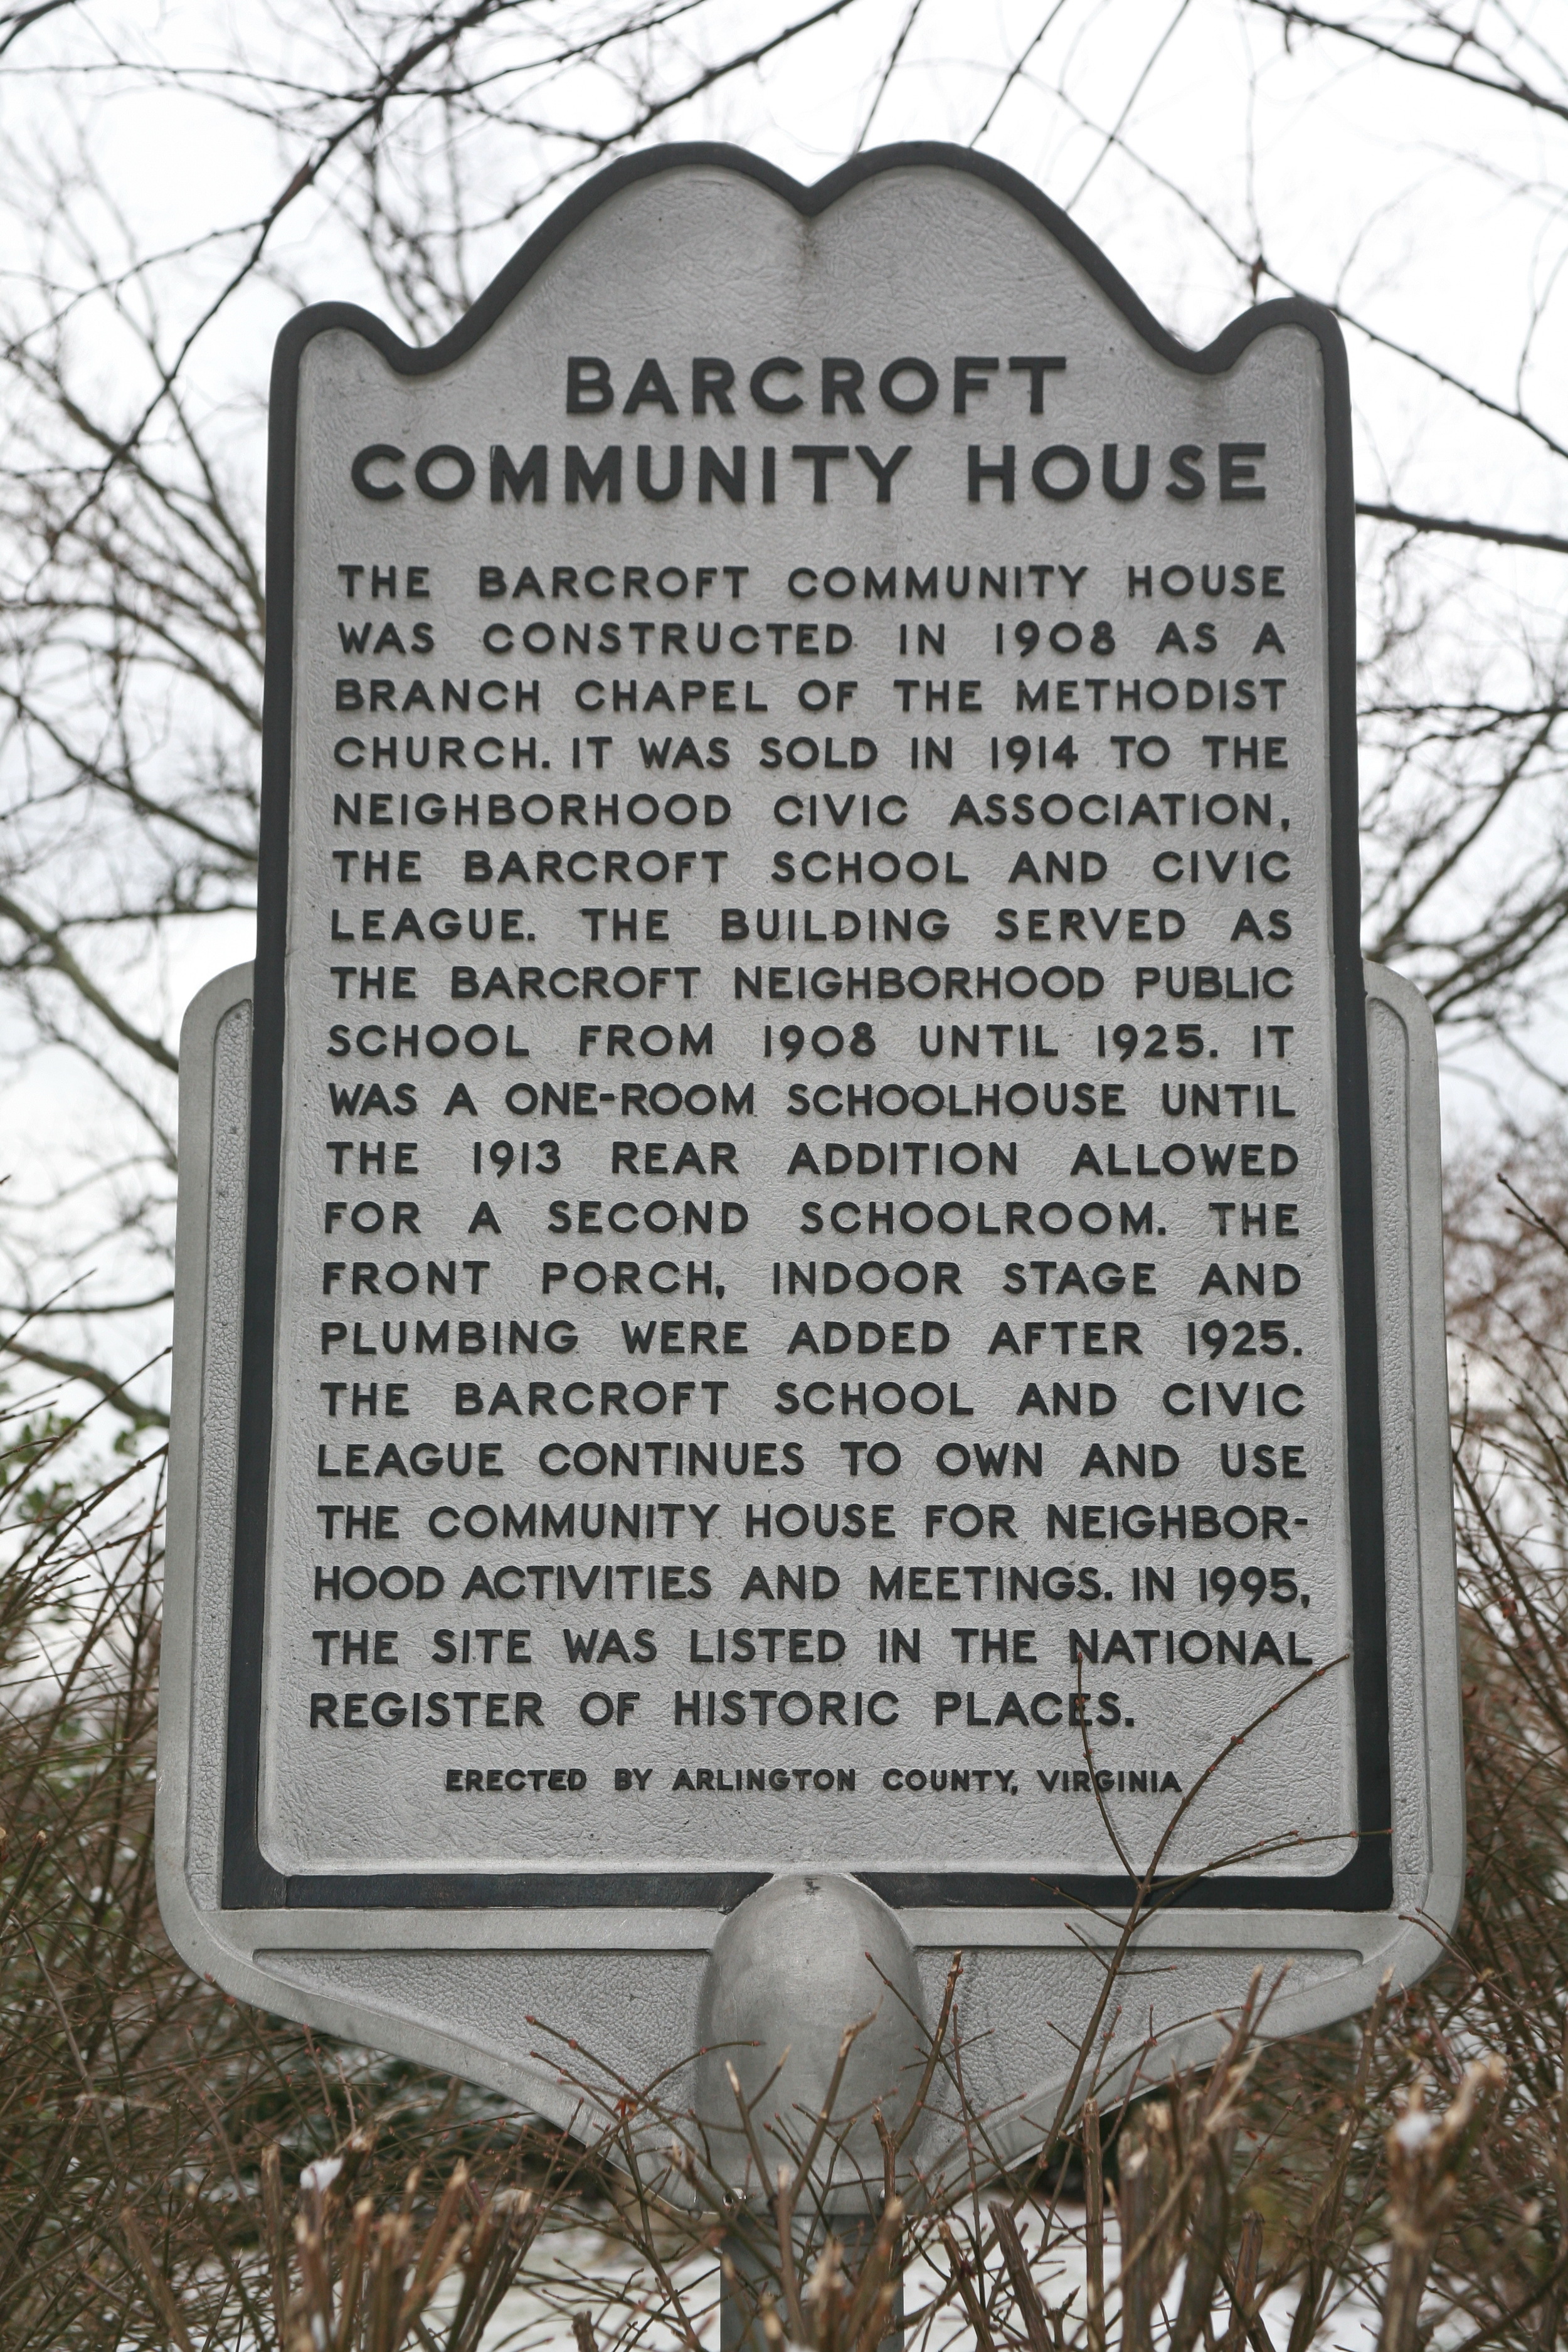 BARCROFT
COMMUNITY HOUSE
THE BARCROFT COMMUNITY HOUSE
WAS CONSTRUCTED IN 1908 AS A
BRANCH CHAPEL OF THE METHODIST
CHURCH. IT WAS SOLD IN 1914 TO THE
NEIGHBORHOOD CIVIC ASSOCIATION,
THE BARCROFT SCHOOL AND CIVIC
LEAGUE. THE BUILDING SERVED AS
THE BARCROFT NEIGHBORHOOD PUBLIC
SCHOOL FROM 1908 UNTIL 1925. IT
WAS A ONE-ROOM SCHOOLHOUSE UNTIL
THE 1913 REAR ADDITION ALLOWED
FOR A SECOND SCHOOLROOM. THE
FRONT PORCH, INDOOR STAGE AND
PLUMBING WERE ADDED AFTER 1925.
THE BARCROFT SCHOOL AND CIVIC
LEAGUE CONTINUES TO OWN AND USE
THE COMMUNITY HOUSE FOR NEIGHBOR-
HOOD ACTIVITIES AND MEETINGS. IN 1995,
THE SITE WAS LISTED IN THE NATIONAL
REGISTER OF HISTORIC PLACES.
ERECTED BY ARLINGTON COUNTY, VIRGINIA